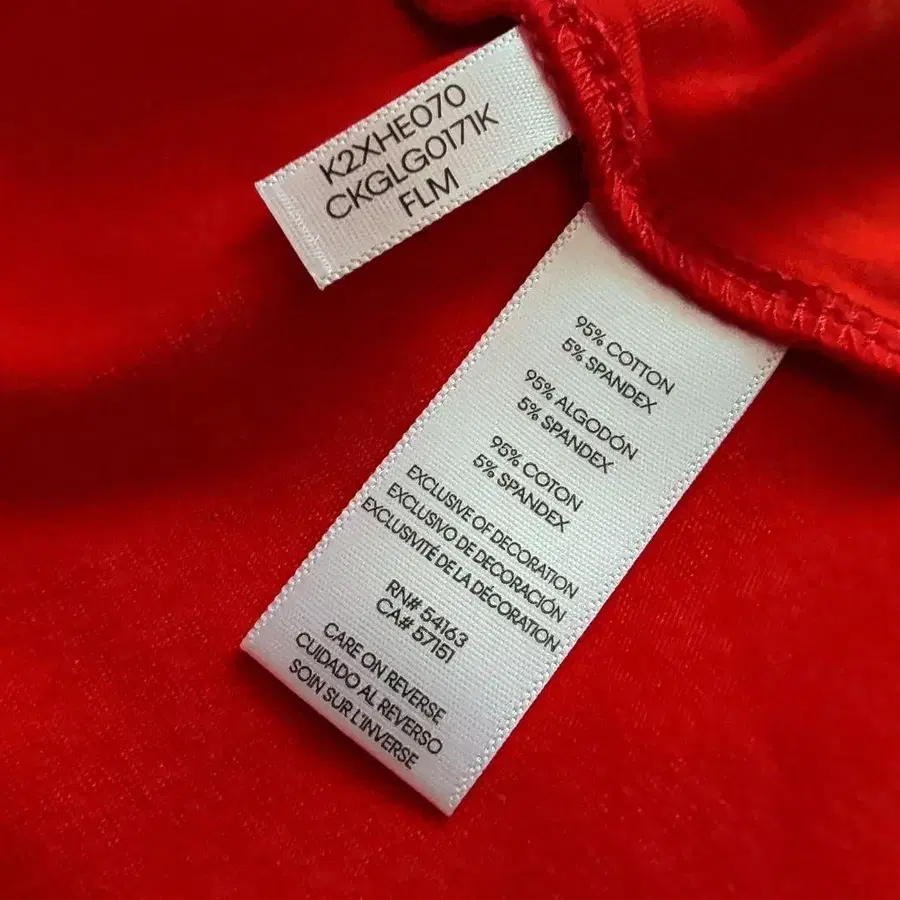 K2XHE070
CKGLG0171K
FLM
95% COTTON
5% SPANDEX
95% ALGODÓN
5% SPANDEX
95% COTON
5% SPANDEX
EXCLUSIVE OF DECORATION
EXCLUSIVO DE DECORACIÓN
EXCLUSIVITÉ DE LA DÉCORATION
RN# 54163
CA# 57151
CARE ON REVERSE
CUIDADO AL REVERSO
SOIN SUR L'INVERSE